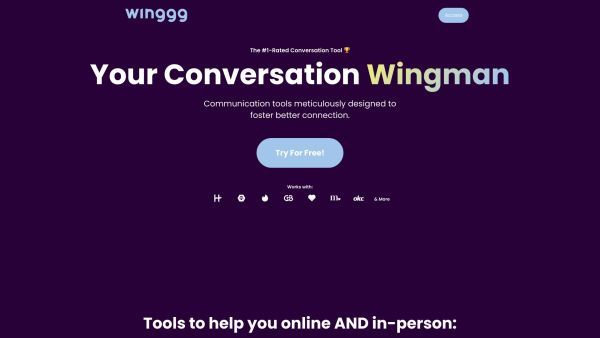 winggg
Access
The #1-Rated Conversation Tool 🏆
Your Conversation Wingman
Communication tools meticulously designed to
foster better connection.
Try For Free!
Works with:
okc & More
Tools to help you online AND in-person: